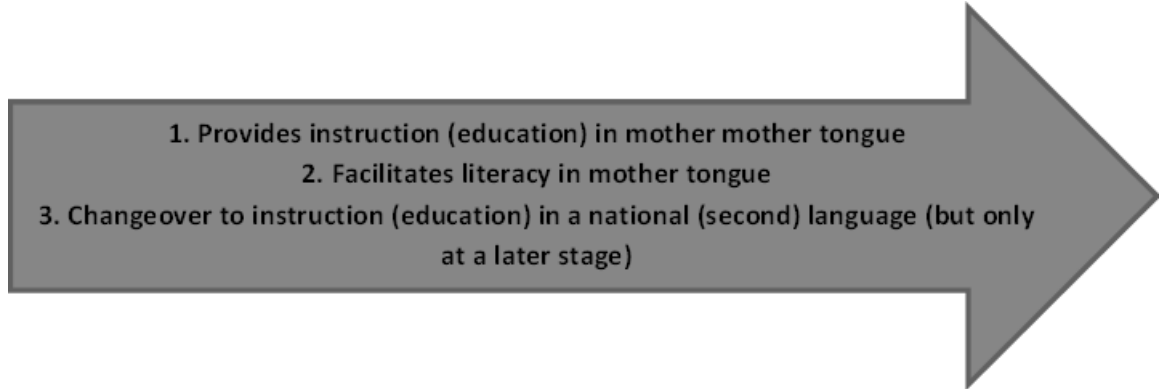 1. Provides instruction (education) in mother mother tongue
2. Facilitates literacy in mother tongue
3. Changeover to instruction (education) in a national (second) language (but only
at a later stage)